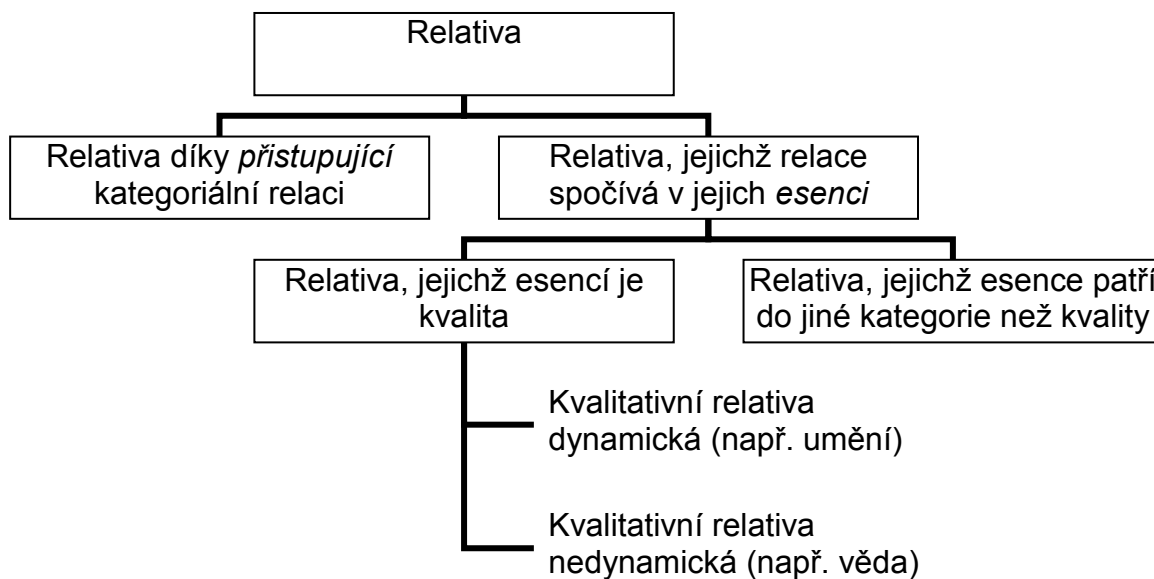 Relativa
Relativa díky přistupující
kategoriální relaci
Relativa, jejichž relace
spočívá v jejich esenci
Relativa, jejichž esencí je
kvalita
Relativa, jejichž esence patří
do jiné kategorie než kvality
Kvalitativní relativa
dynamická (např. umění)
Kvalitativní relativa
nedynamická (např. věda)